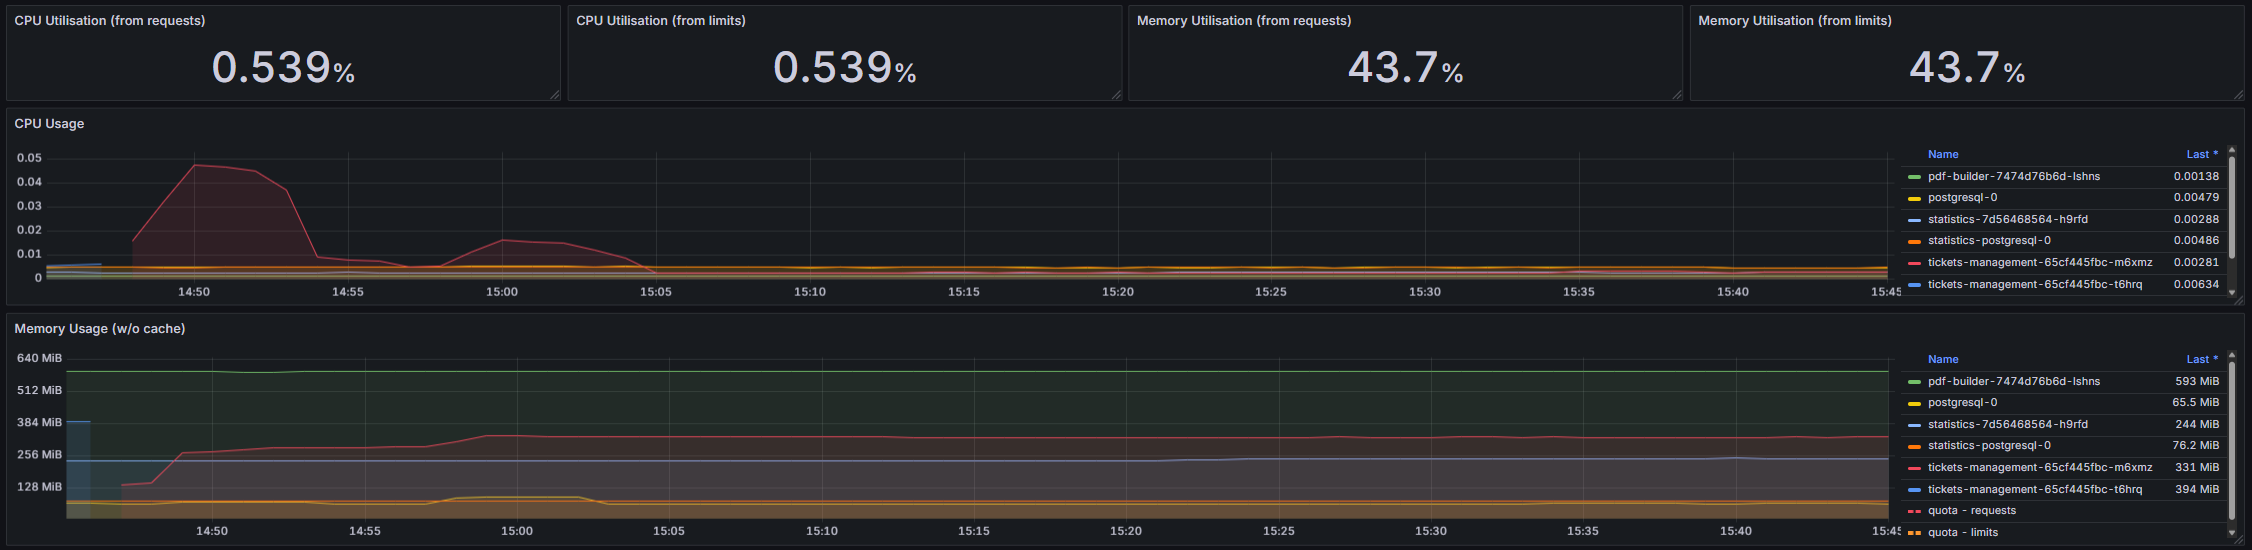 CPU Utilisation (from requests)
0.539%
CPU Utilisation (from limits)
0.539%
Memory Utilisation (from requests)
43.7%
Memory Utilisation (from limits)
43.7%
CPU Usage
0.05
0.04
0.03
0.02
0.01
0
14:50 14:55 15:00 15:05 15:10 15:15 15:20 15:25 15:30 15:35 15:40 15:45
Name Last *
pdf-builder-7474d76b6d-lshns 0.00138
postgresql-0 0.00479
statistics-7d56468564-h9rfd 0.00288
statistics-postgresql-0 0.00486
tickets-management-65cf445fbc-m6xmz 0.00281
tickets-management-65cf445fbc-t6hrq 0.00634
Memory Usage (w/o cache)
640 MiB
512 MiB
384 MiB
256 MiB
128 MiB
14:50 14:55 15:00 15:05 15:10 15:15 15:20 15:25 15:30 15:35 15:40 15:45
Name Last *
pdf-builder-7474d76b6d-lshns 593 MiB
postgresql-0 65.5 MiB
statistics-7d56468564-h9rfd 244 MiB
statistics-postgresql-0 76.2 MiB
tickets-management-65cf445fbc-m6xmz 331 MiB
tickets-management-65cf445fbc-t6hrq 394 MiB
quota - requests
quota - limits